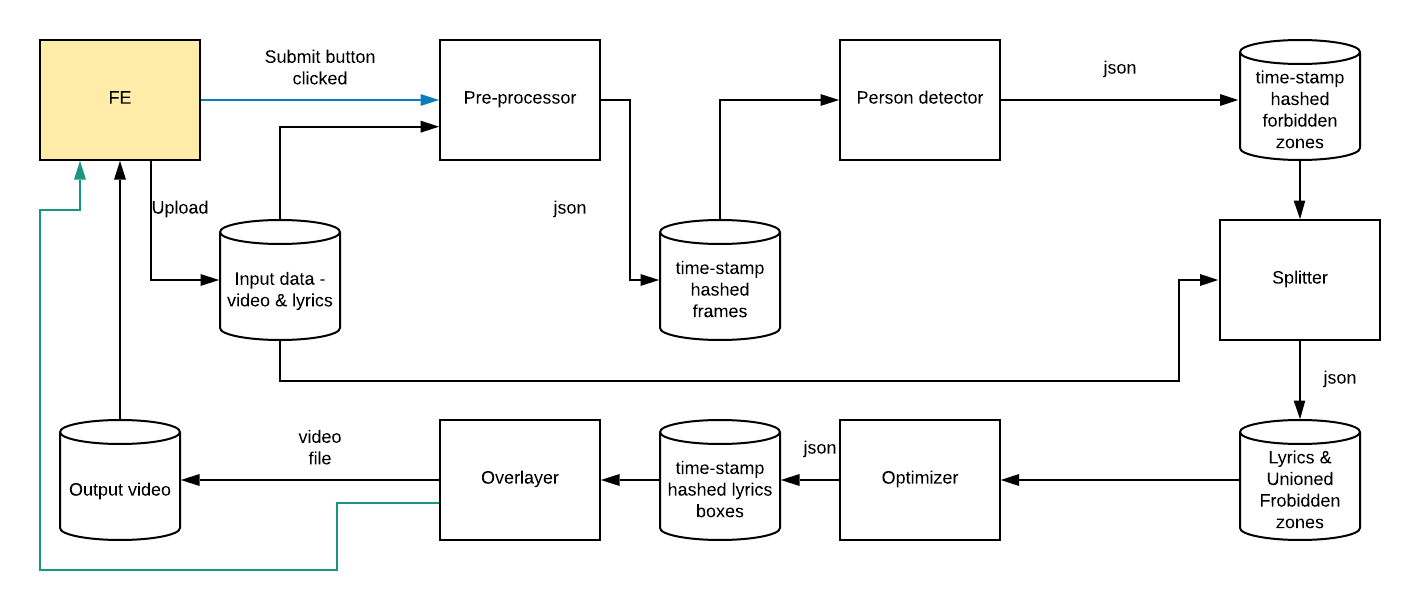 FE
Submit button
clicked
Pre-processor
Person detector
json
time-stamp
hashed
forbidden
zones
Upload
Input data -
video & lyrics
json
time-stamp
hashed
frames
Splitter
json
Output video
video
file
Overlayer
time-stamp
hashed lyrics
boxes
json
Optimizer
Lyrics &
Unioned
Frobidden
zones